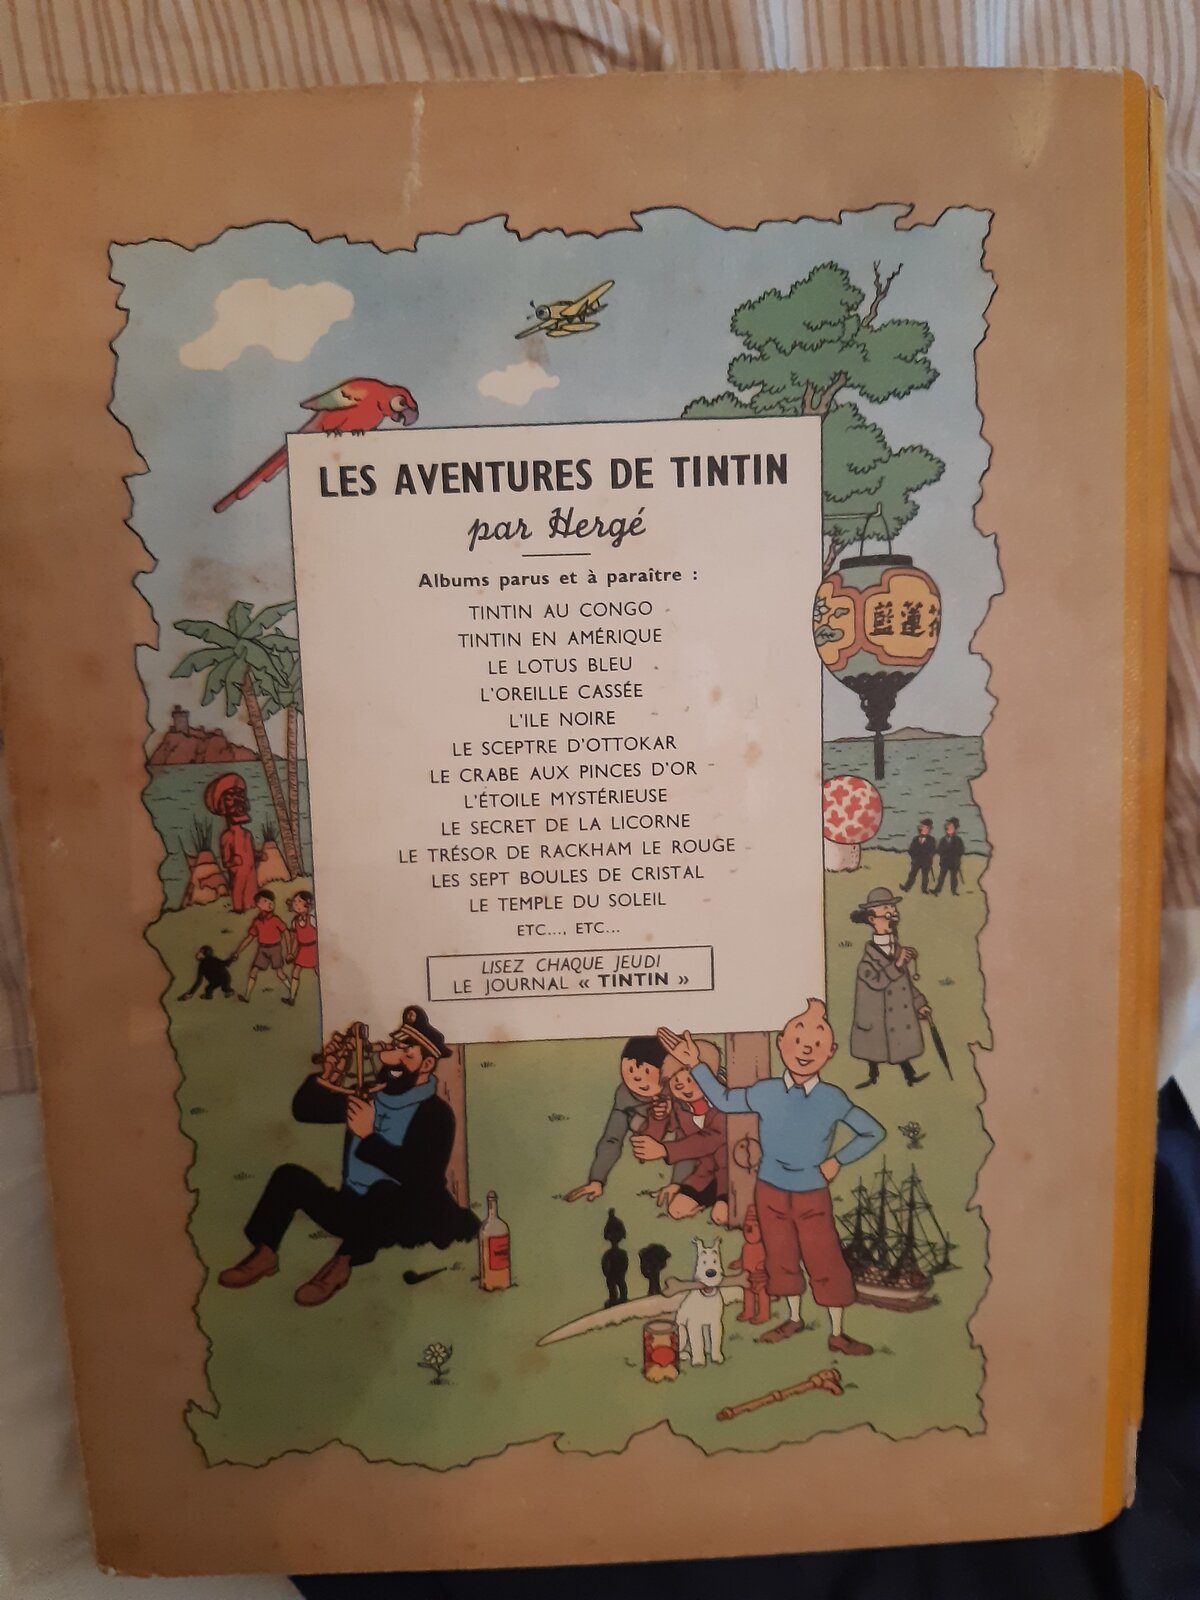 LES AVENTURES DE TINTIN
par Hergé
Albums parus et à paraître :
TINTIN AU CONGO
TINTIN EN AMÉRIQUE
LE LOTUS BLEU
L'OREILLE CASSÉE
L'ILE NOIRE
LE SCEPTRE D'OTTOKAR
LE CRABE AUX PINCES D'OR
L'ÉTOILE MYSTÉRIEUSE
LE SECRET DE LA LICORNE
LE TRÉSOR DE RACKHAM LE ROUGE
LES SEPT BOULES DE CRISTAL
LE TEMPLE DU SOLEIL
ETC..., ETC...
LISEZ CHAQUE JEUDI
LE JOURNAL « TINTIN »
藍蓮